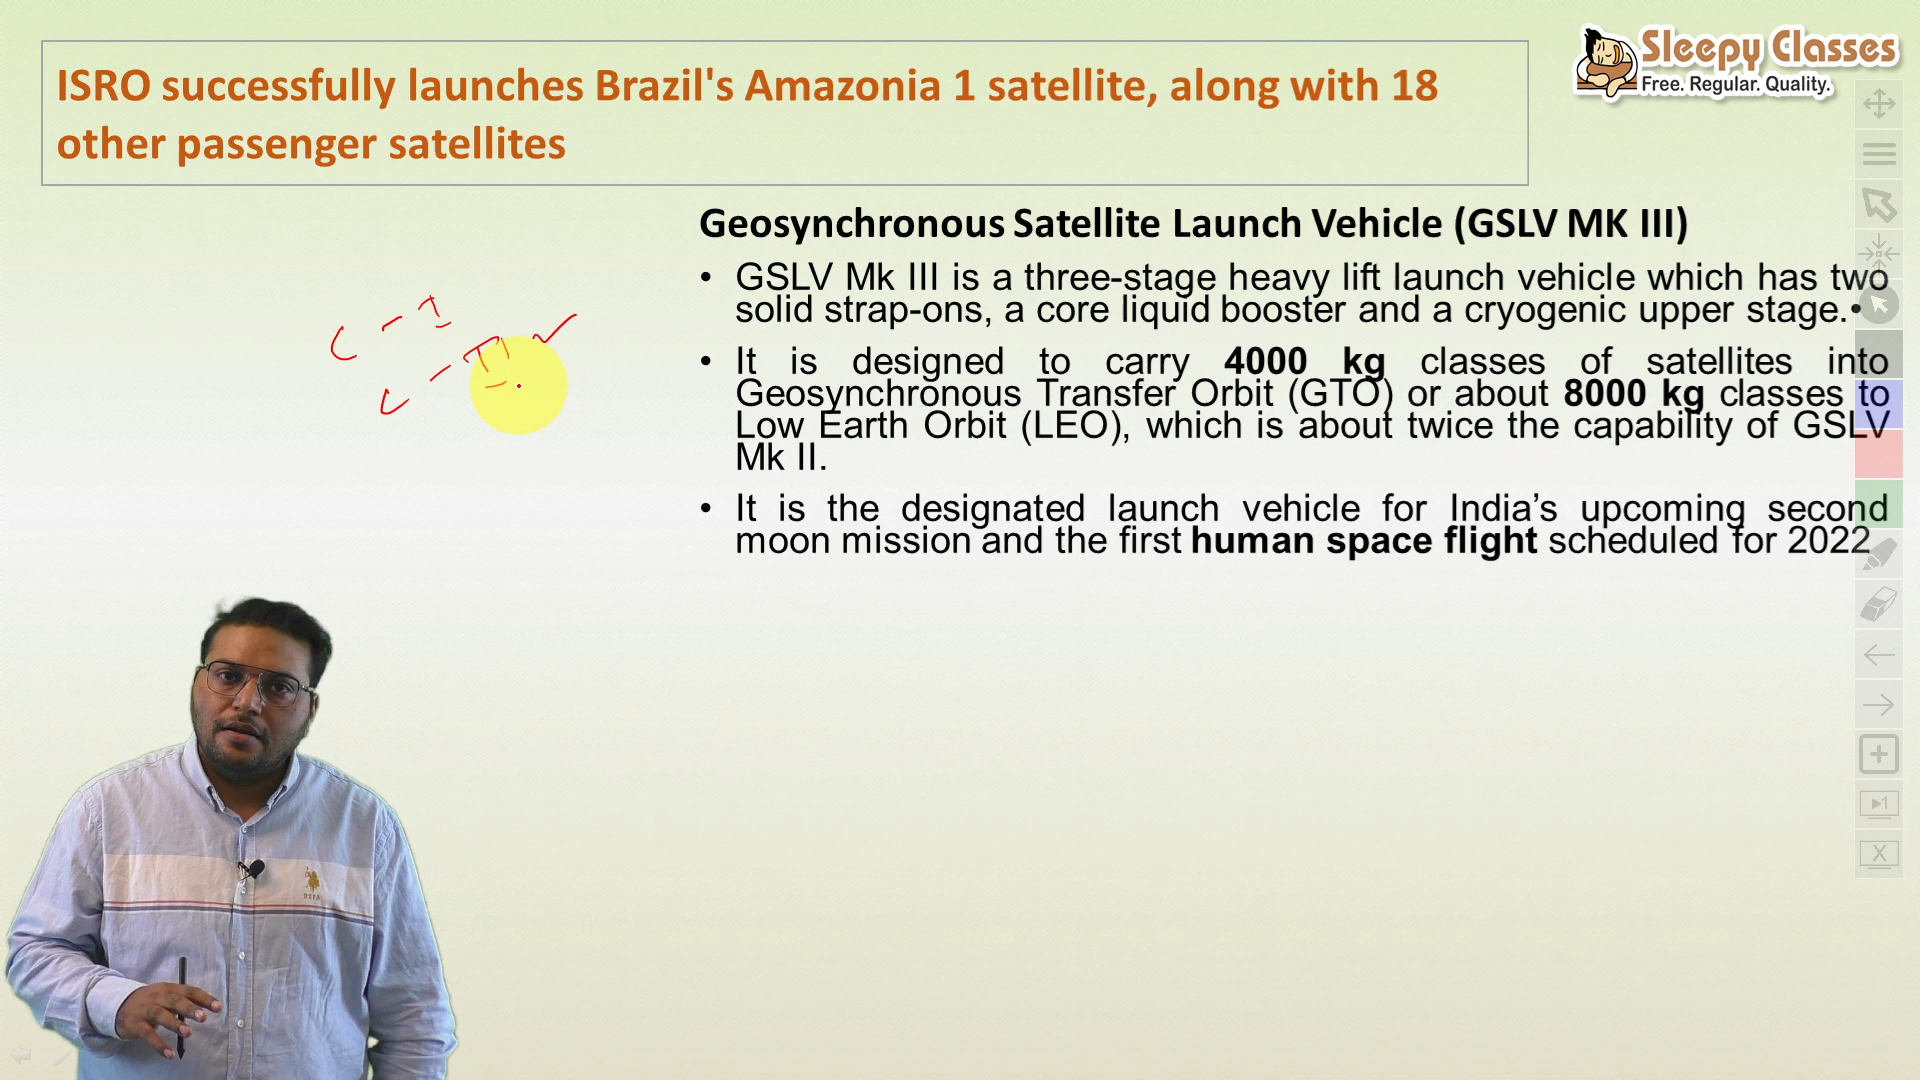 ISRO successfully launches Brazil's Amazonia 1 satellite, along with 18
other passenger satellites
Sleepy Classes
Free. Regular. Quality.
Geosynchronous Satellite Launch Vehicle (GSLV MK III)
• GSLV Mk III is a three-stage heavy lift launch vehicle which has two
solid strap-ons, a core liquid booster and a cryogenic upper stage.•
• It is designed to carry 4000 kg classes of satellites into
Geosynchronous Transfer Orbit (GTO) or about 8000 kg classes to
Low Earth Orbit (LEO), which is about twice the capability of GSLV
Mk II.
• It is the designated launch vehicle for India’s upcoming second
moon mission and the first human space flight scheduled for 2022
C - I
C - II